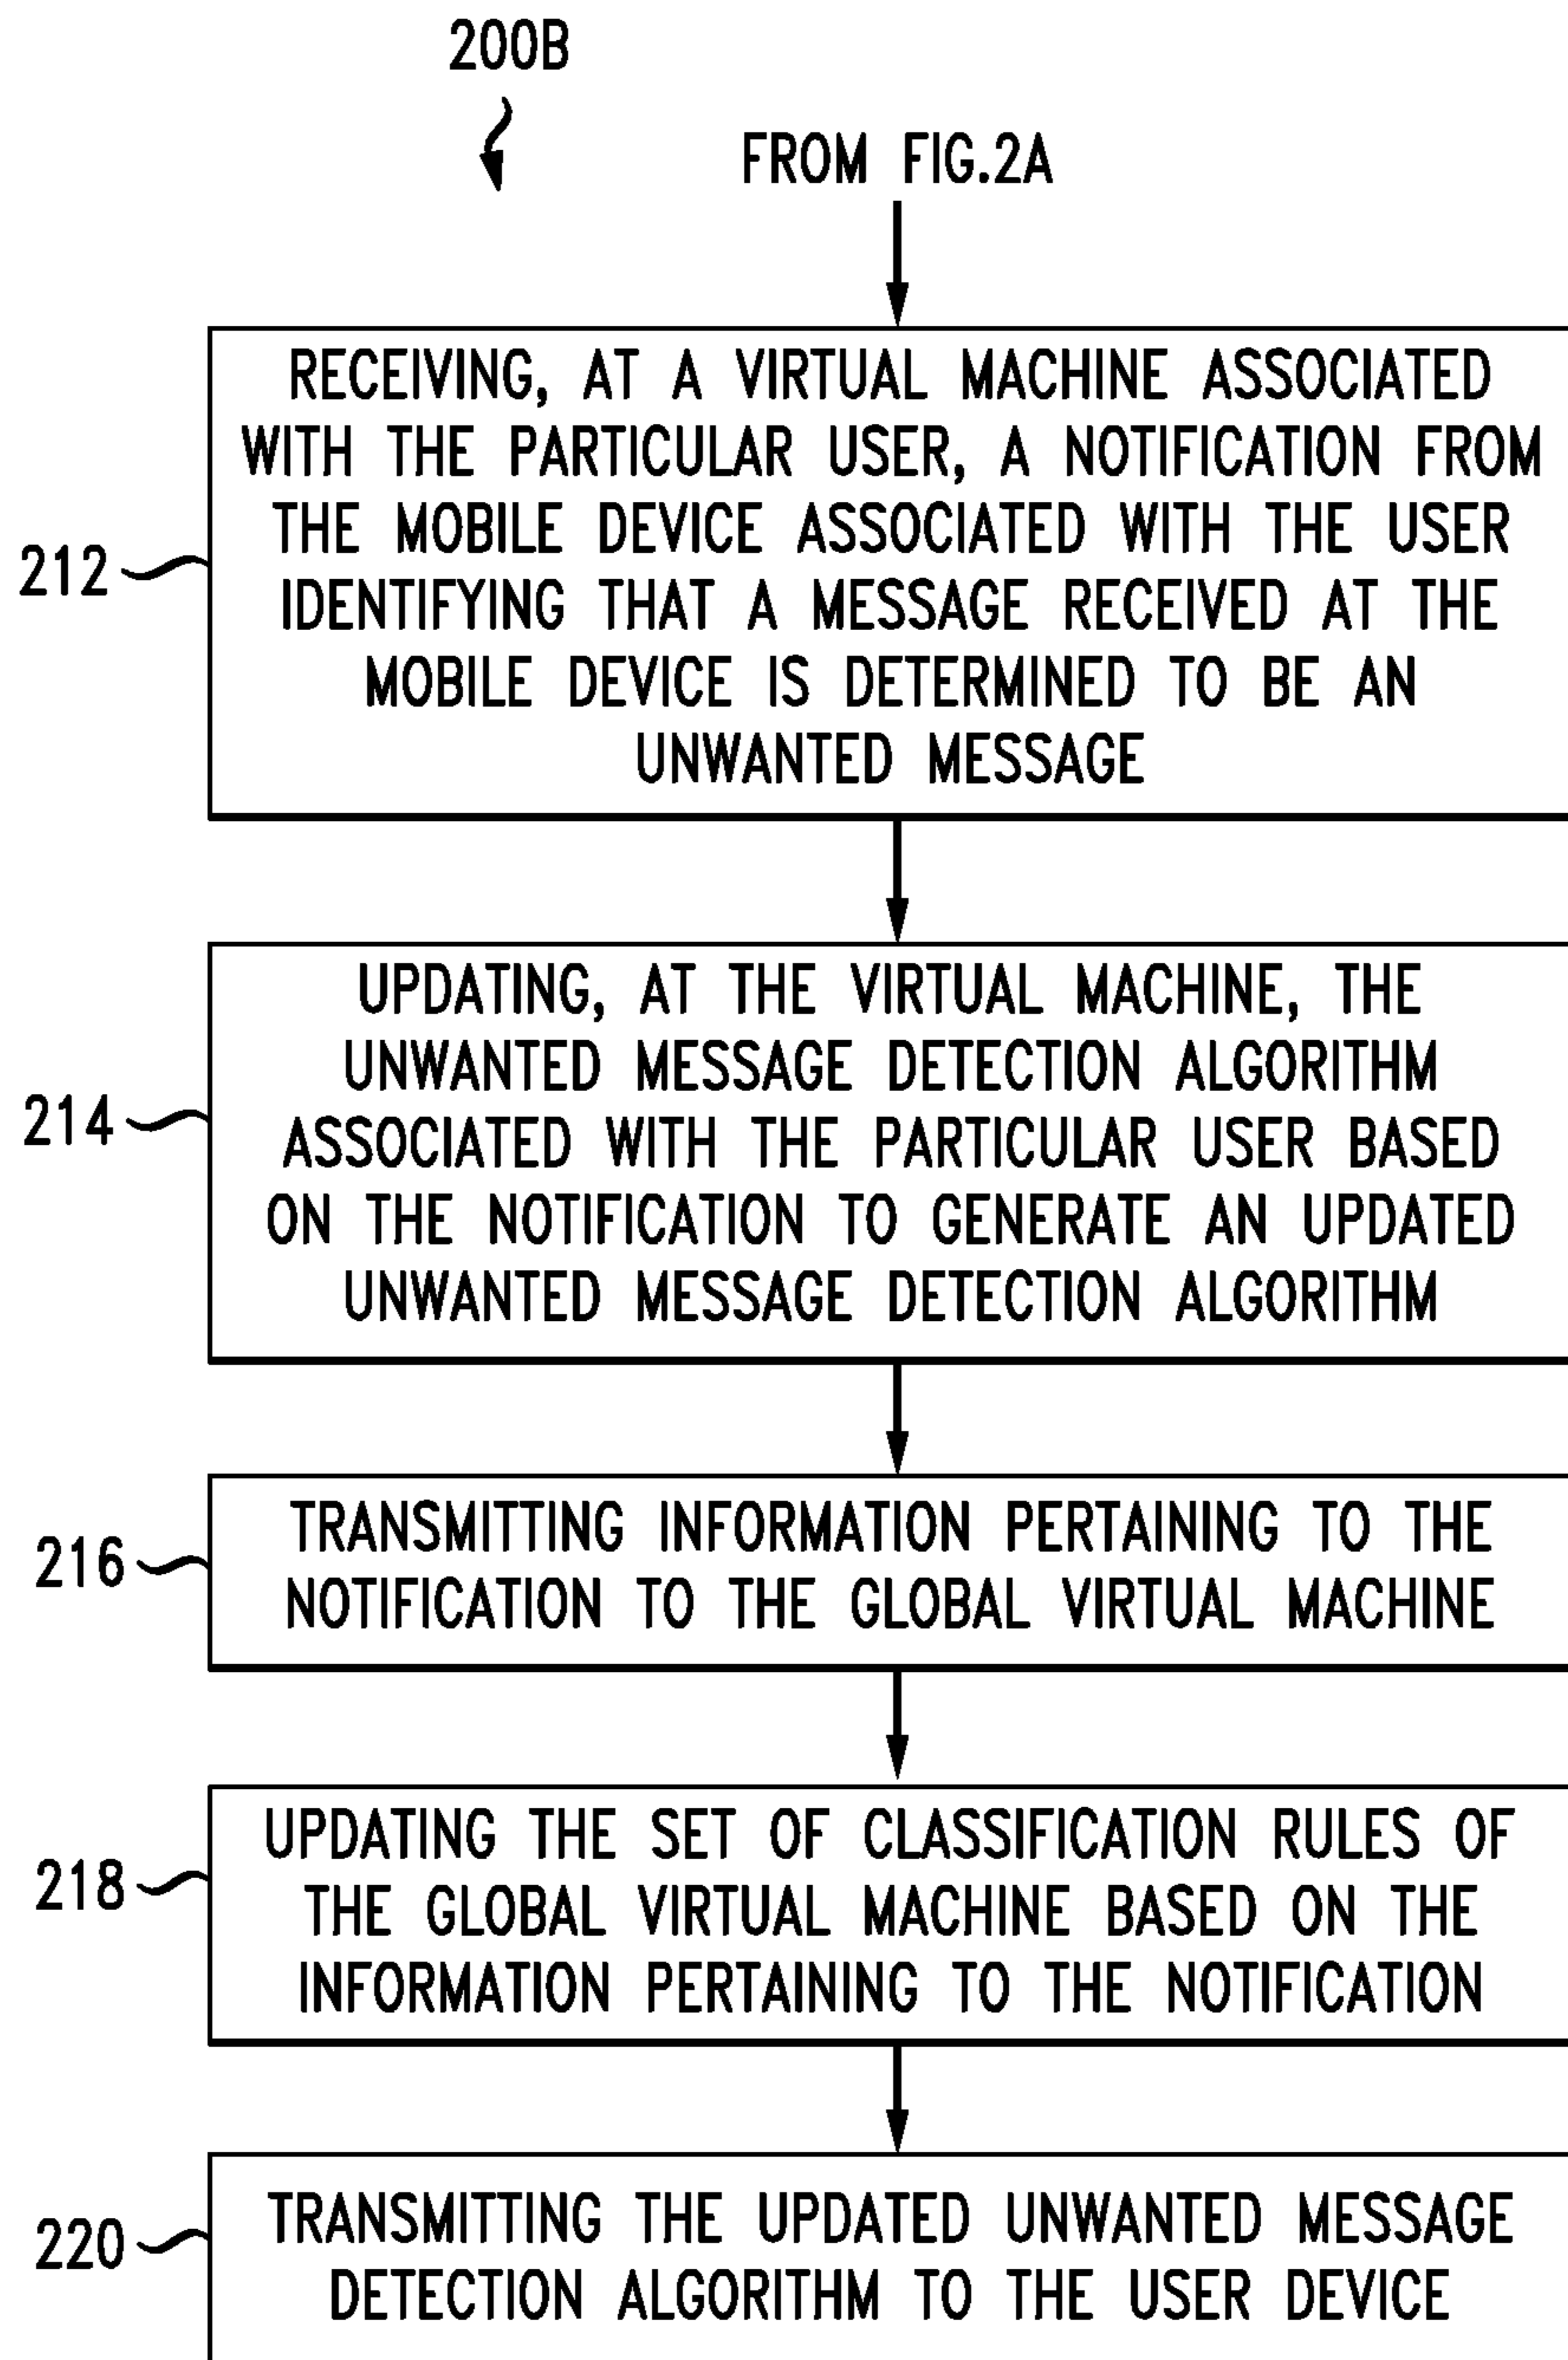 200B
FROM FIG.2A
RECEIVING, AT A VIRTUAL MACHINE ASSOCIATED
WITH THE PARTICULAR USER, A NOTIFICATION FROM
THE MOBILE DEVICE ASSOCIATED WITH THE USER
IDENTIFYING THAT A MESSAGE RECEIVED AT THE
MOBILE DEVICE IS DETERMINED TO BE AN
UNWANTED MESSAGE
212
UPDATING, AT THE VIRTUAL MACHINE, THE
UNWANTED MESSAGE DETECTION ALGORITHM
ASSOCIATED WITH THE PARTICULAR USER BASED
ON THE NOTIFICATION TO GENERATE AN UPDATED
UNWANTED MESSAGE DETECTION ALGORITHM
214
TRANSMITTING INFORMATION PERTAINING TO THE
NOTIFICATION TO THE GLOBAL VIRTUAL MACHINE
216
UPDATING THE SET OF CLASSIFICATION RULES OF
THE GLOBAL VIRTUAL MACHINE BASED ON THE
INFORMATION PERTAINING TO THE NOTIFICATION
218
TRANSMITTING THE UPDATED UNWANTED MESSAGE
DETECTION ALGORITHM TO THE USER DEVICE
220